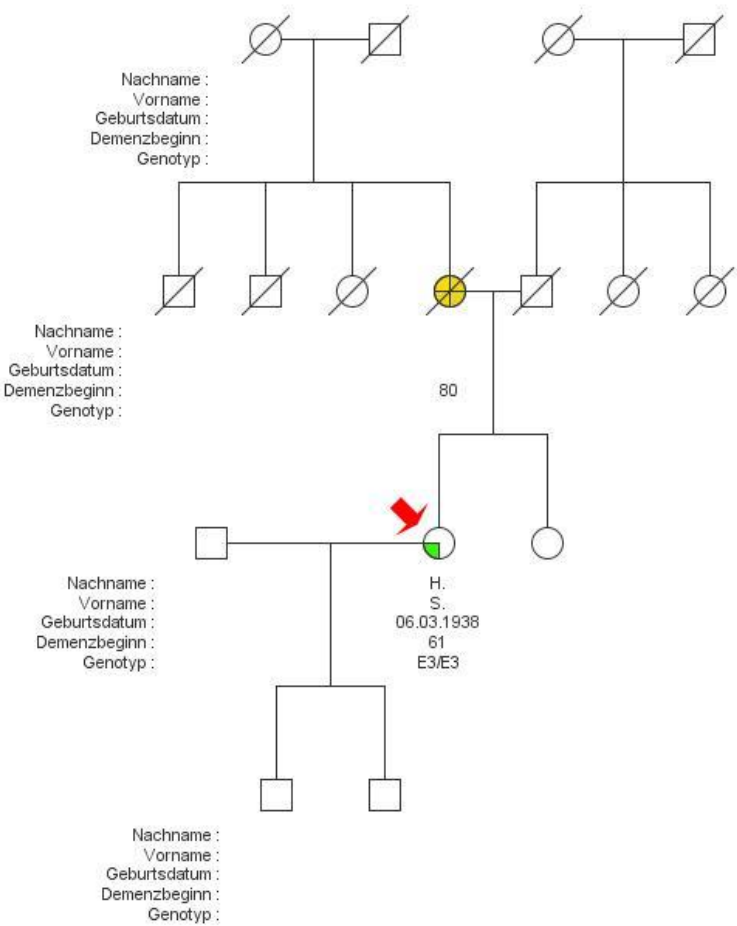 Nachname :
Vorname :
Geburtsdatum :
Demenzbeginn :
Genotyp :
Nachname :
Vorname :
Geburtsdatum :
Demenzbeginn : 80
Genotyp :
Nachname : H.
Vorname : S.
Geburtsdatum : 06.03.1938
Demenzbeginn : 61
Genotyp : E3/E3
Nachname :
Vorname :
Geburtsdatum :
Demenzbeginn :
Genotyp :